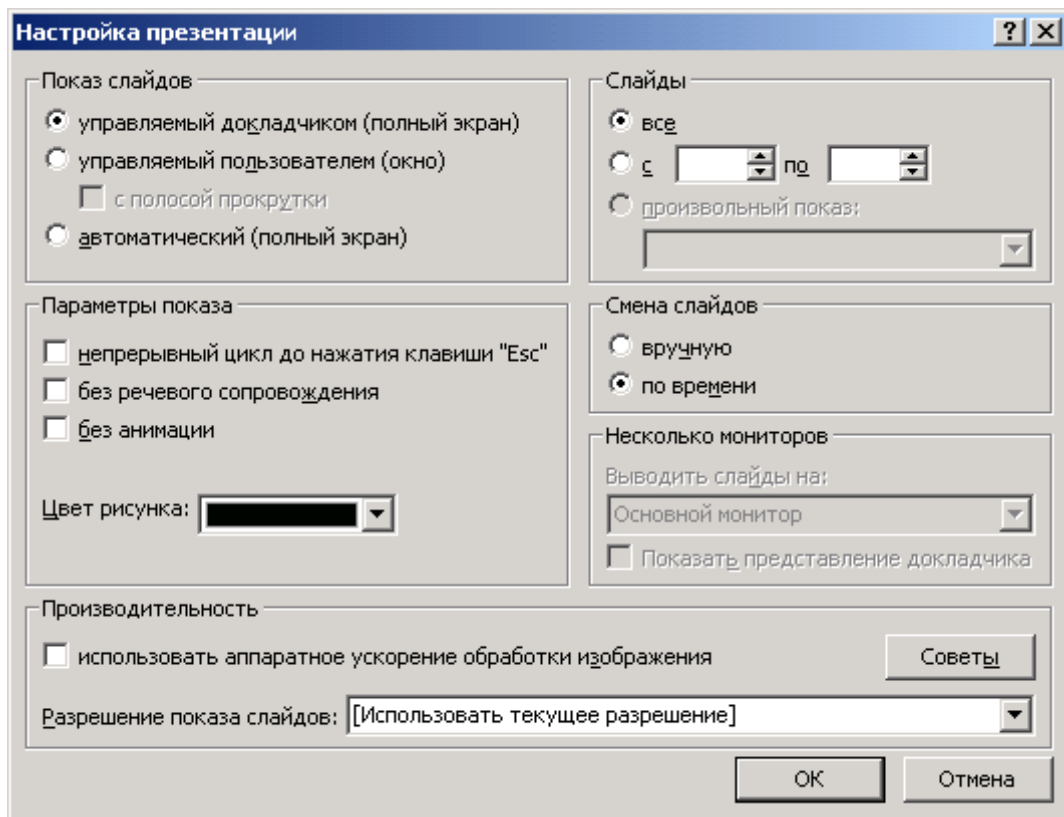 Настройка презентации
Показ слайдов
управляемый докладчиком (полный экран)
управляемый пользователем (окно)
с полосой прокрутки
автоматический (полный экран)
Слайды
все
с по
произвольный показ:
Параметры показа
непрерывный цикл до нажатия клавиши "Esc"
без речевого сопровождения
без анимации
Цвет рисунка:
Смена слайдов
вручную
по времени
Несколько мониторов
Выводить слайды на:
Основной монитор
Показать представление докладчика
Производительность
использовать аппаратное ускорение обработки изображения
Советы
Разрешение показа слайдов: [Использовать текущее разрешение]
ОК Отмена